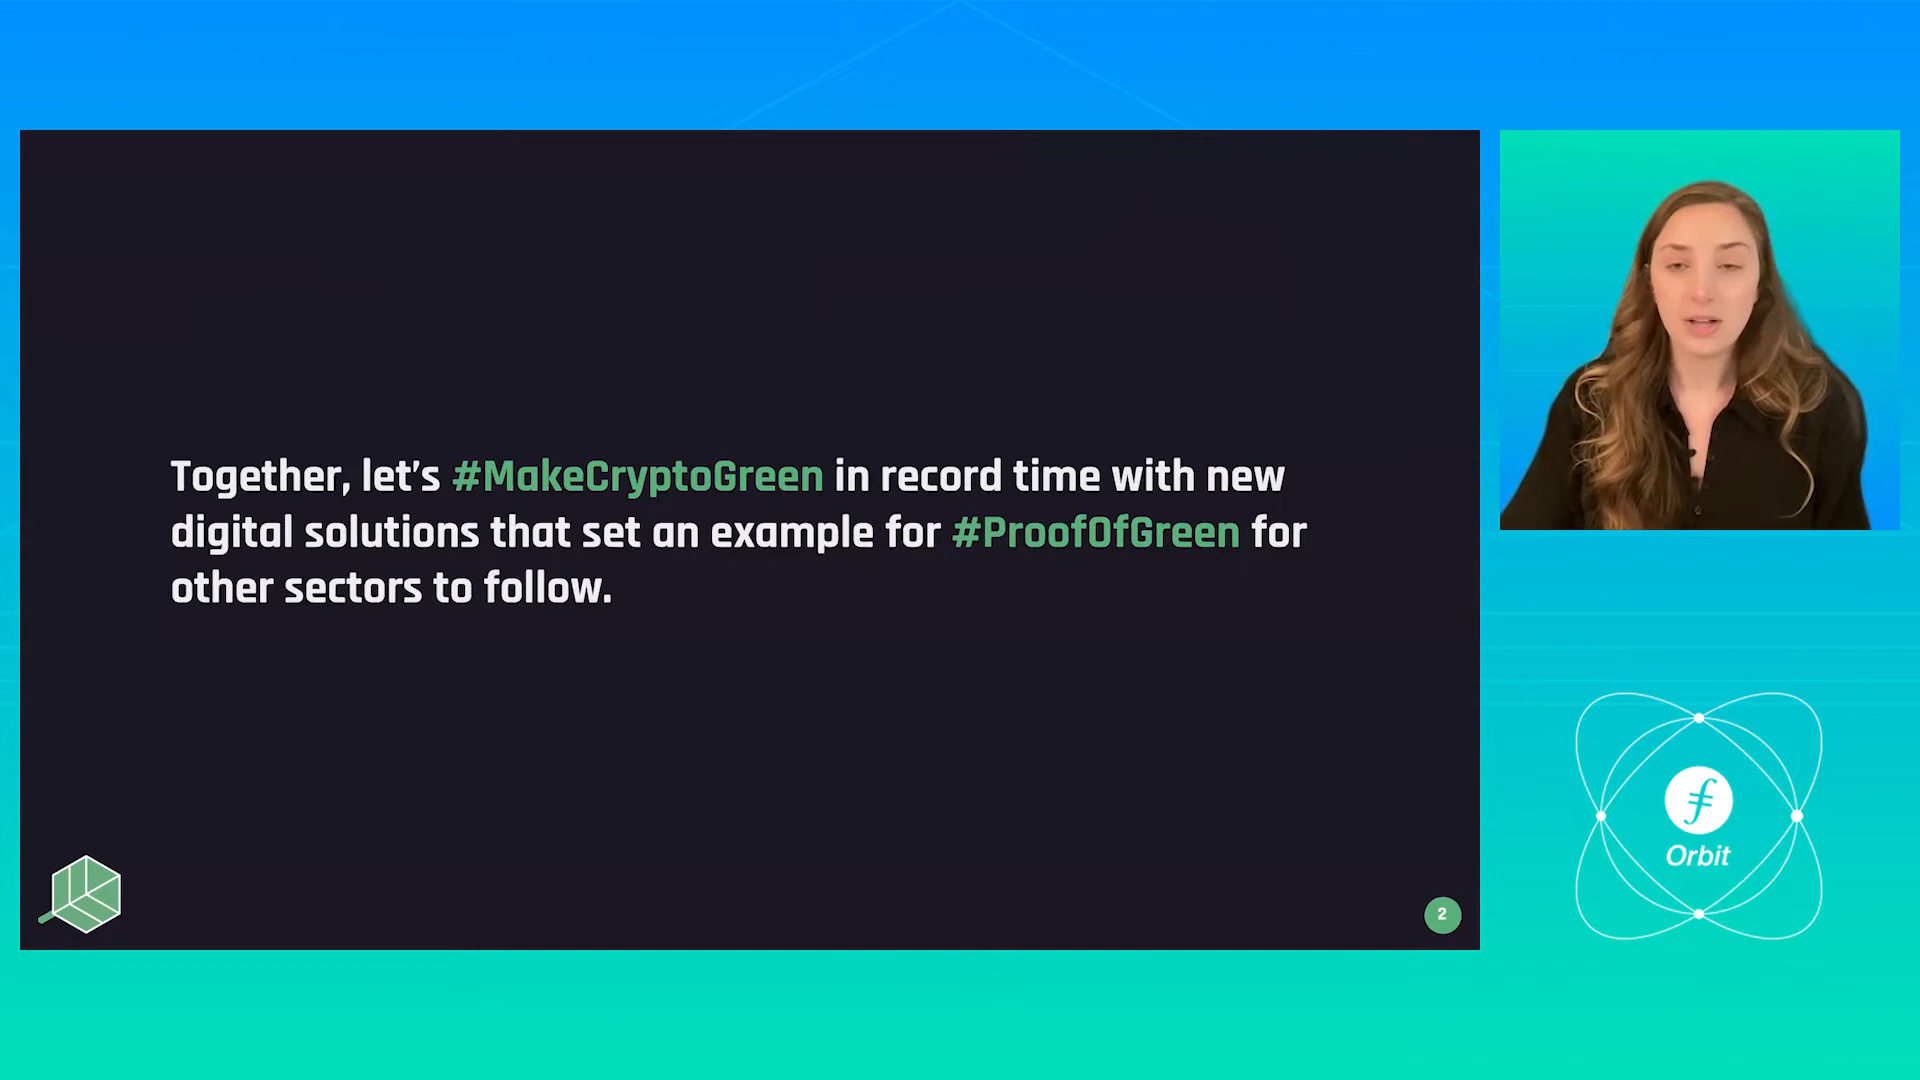 Together, let's #MakeCryptoGreen in record time with new
digital solutions that set an example for #ProofOfGreen for
other sectors to follow.
2
Orbit